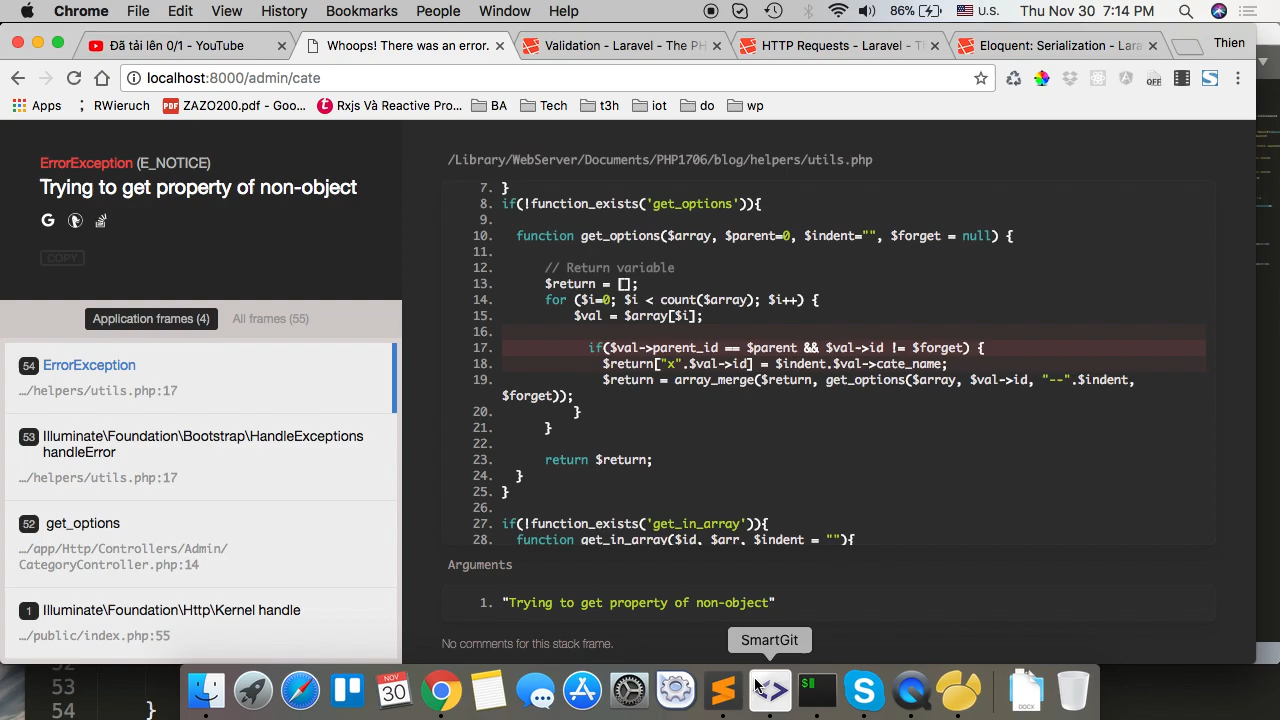 Chrome File Edit View History Bookmarks People Window Help 86% U.S. Thu Nov 30 7:14 PM
Đã tải lên 0/1 - YouTube Whoops! There was an error. Validation - Laravel - The PH HTTP Requests - Laravel - Th Eloquent: Serialization - Lara Thien
localhost:8000/admin/cate OFF
Apps RWieruch PDF ZAZO200.pdf - Goo... Rxjs Và Reactive Pro... BA Tech t3h iot do wp
ErrorException (E_NOTICE)
Trying to get property of non-object
COPY
Application frames (4) All frames (55)
54 ErrorException
…/helpers/utils.php:17
53 Illuminate\Foundation\Bootstrap\HandleExceptions
handleError
…/helpers/utils.php:17
52 get_options
…/app/Http/Controllers/Admin/
CategoryController.php:14
1 Illuminate\Foundation\Http\Kernel handle
…/public/index.php:55
/Library/WebServer/Documents/PHP1706/blog/helpers/utils.php
7. }
8. if(!function_exists('get_options')){
9.
10. function get_options($array, $parent=0, $indent="", $forget = null) {
11.
12. // Return variable
13. $return = [];
14. for ($i=0; $i < count($array); $i++) {
15. $val = $array[$i];
16.
17. if($val->parent_id == $parent && $val->id != $forget) {
18. $return["x".$val->id] = $indent.$val->cate_name;
19. $return = array_merge($return, get_options($array, $val->id, "--".$indent,
$forget));
20. }
21. }
22.
23. return $return;
24. }
25. }
26.
27. if(!function_exists('get_in_array')){
28. function get_in_array($id, $arr, $indent = ""){
Arguments
1. "Trying to get property of non-object"
No comments for this stack frame.
SmartGit
53
54 }
NOV
30
DOCX